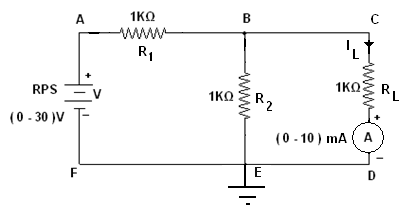 A
1KΩ
B
C
R1
IL
RPS
+
V
−
(0 - 30)V
1KΩ
R2
1KΩ
RL
+
(0 - 10) mA
A
−
F
E
D